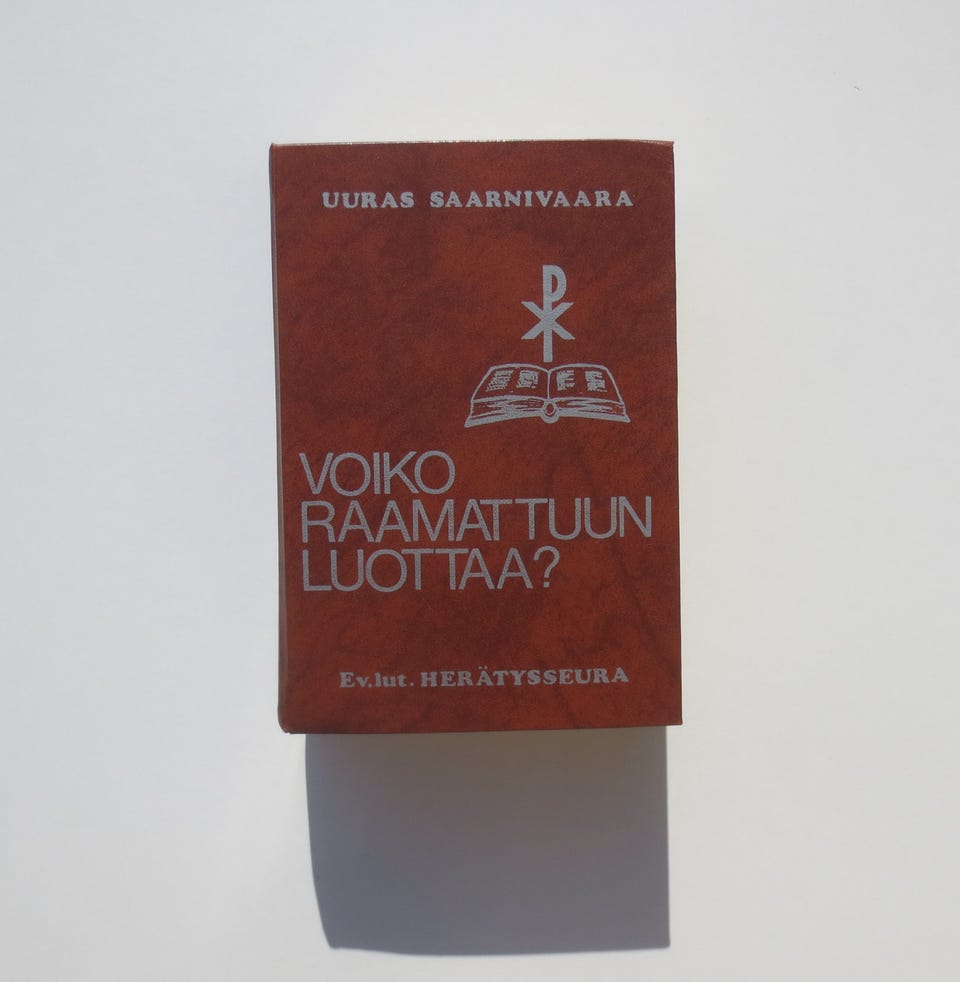 UURAS SAARNIVAARA
VOIKO
RAAMATTUUN
LUOTTAA?
Ev.lut. HERÄTYSSEURA